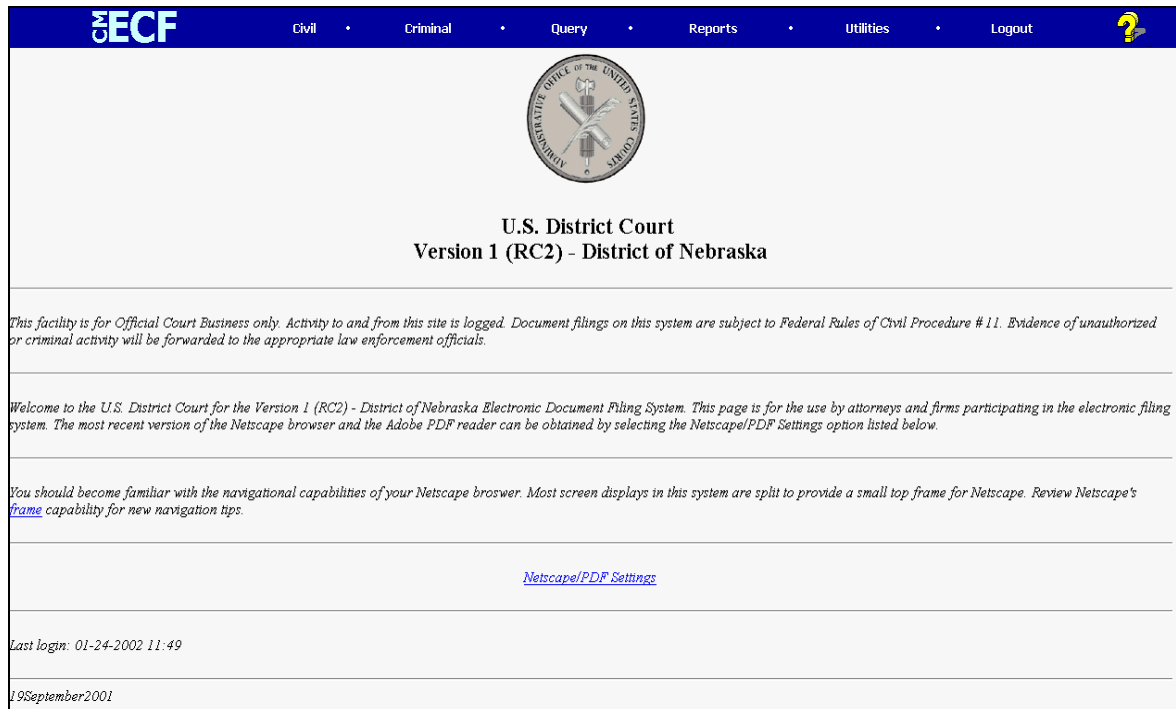 CM ECF Civil • Criminal • Query • Reports • Utilities • Logout ?
ADMINISTRATIVE OFFICE OF THE UNITED STATES COURTS
U.S. District Court
Version 1 (RC2) - District of Nebraska
This facility is for Official Court Business only. Activity to and from this site is logged. Document filings on this system are subject to Federal Rules of Civil Procedure # 11. Evidence of unauthorized
or criminal activity will be forwarded to the appropriate law enforcement officials.
Welcome to the U.S. District Court for the Version 1 (RC2) - District of Nebraska Electronic Document Filing System. This page is for the use by attorneys and firms participating in the electronic filing
system. The most recent version of the Netscape browser and the Adobe PDF reader can be obtained by selecting the Netscape/PDF Settings option listed below.
You should become familiar with the navigational capabilities of your Netscape broswer. Most screen displays in this system are split to provide a small top frame for Netscape. Review Netscape's
frame capability for new navigation tips.
Netscape/PDF Settings
Last login: 01-24-2002 11:49
19September2001